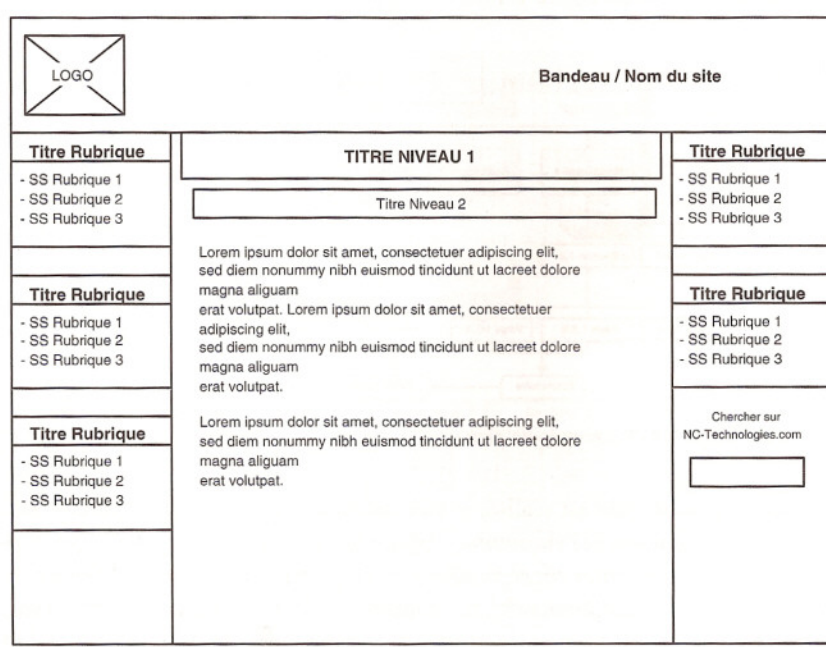 LOGO
Bandeau / Nom du site
Titre Rubrique
- SS Rubrique 1
- SS Rubrique 2
- SS Rubrique 3
Titre Rubrique
- SS Rubrique 1
- SS Rubrique 2
- SS Rubrique 3
Titre Rubrique
- SS Rubrique 1
- SS Rubrique 2
- SS Rubrique 3
TITRE NIVEAU 1
Titre Niveau 2
Lorem ipsum dolor sit amet, consectetuer adipiscing elit,
sed diem nonummy nibh euismod tincidunt ut lacreet dolore
magna aliguam
erat volutpat. Lorem ipsum dolor sit amet, consectetuer
adipiscing elit,
sed diem nonummy nibh euismod tincidunt ut lacreet dolore
magna aliguam
erat volutpat.
Lorem ipsum dolor sit amet, consectetuer adipiscing elit,
sed diem nonummy nibh euismod tincidunt ut lacreet dolore
magna aliguam
erat volutpat.
Titre Rubrique
- SS Rubrique 1
- SS Rubrique 2
- SS Rubrique 3
Titre Rubrique
- SS Rubrique 1
- SS Rubrique 2
- SS Rubrique 3
Chercher sur
NC-Technologies.com